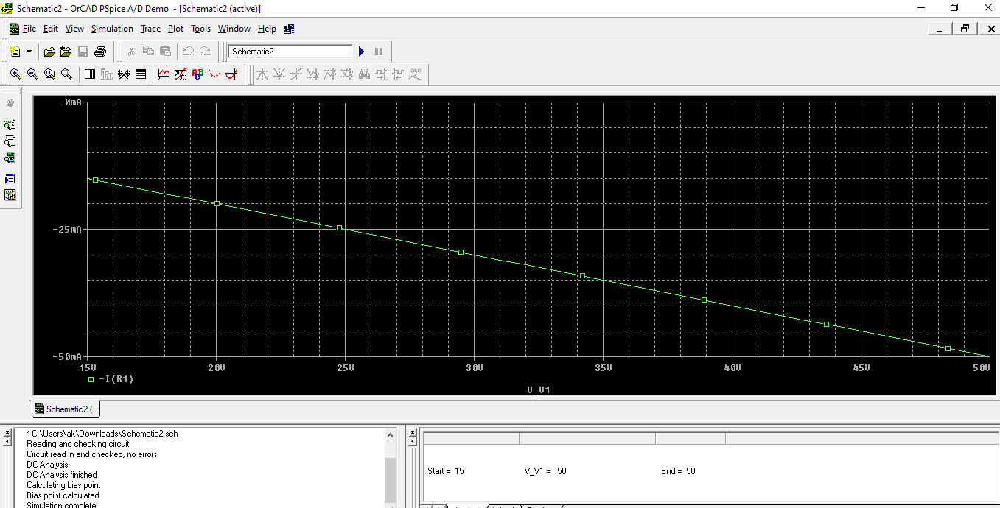 Schematic2 - OrCAD PSpice A/D Demo - [Schematic2 (active)]
File Edit View Simulation Trace Plot Tools Window Help
Schematic2
-0mA
-25mA
-50mA
15V 20V 25V 30V 35V 40V 45V 50V
-I(R1)
V_V1
Schematic2 (...
* C:\Users\ak\Downloads\Schematic2.sch
Reading and checking circuit
Circuit read in and checked, no errors
DC Analysis
DC Analysis finished
Calculating bias point
Bias point calculated
Simulation complete
Start = 15 V_V1 = 50 End = 50